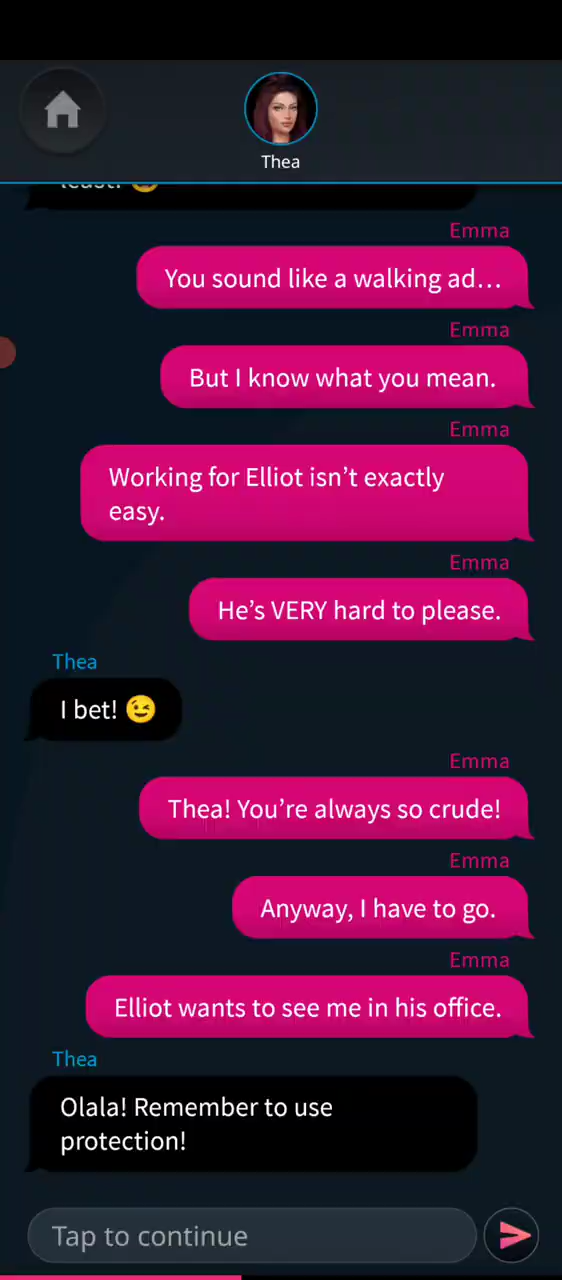 Thea
least! 😉
Emma
You sound like a walking ad…
Emma
But I know what you mean.
Emma
Working for Elliot isn’t exactly
easy.
Emma
He’s VERY hard to please.
Thea
I bet! 😉
Emma
Thea! You’re always so crude!
Emma
Anyway, I have to go.
Emma
Elliot wants to see me in his office.
Thea
Olala! Remember to use
protection!
Tap to continue